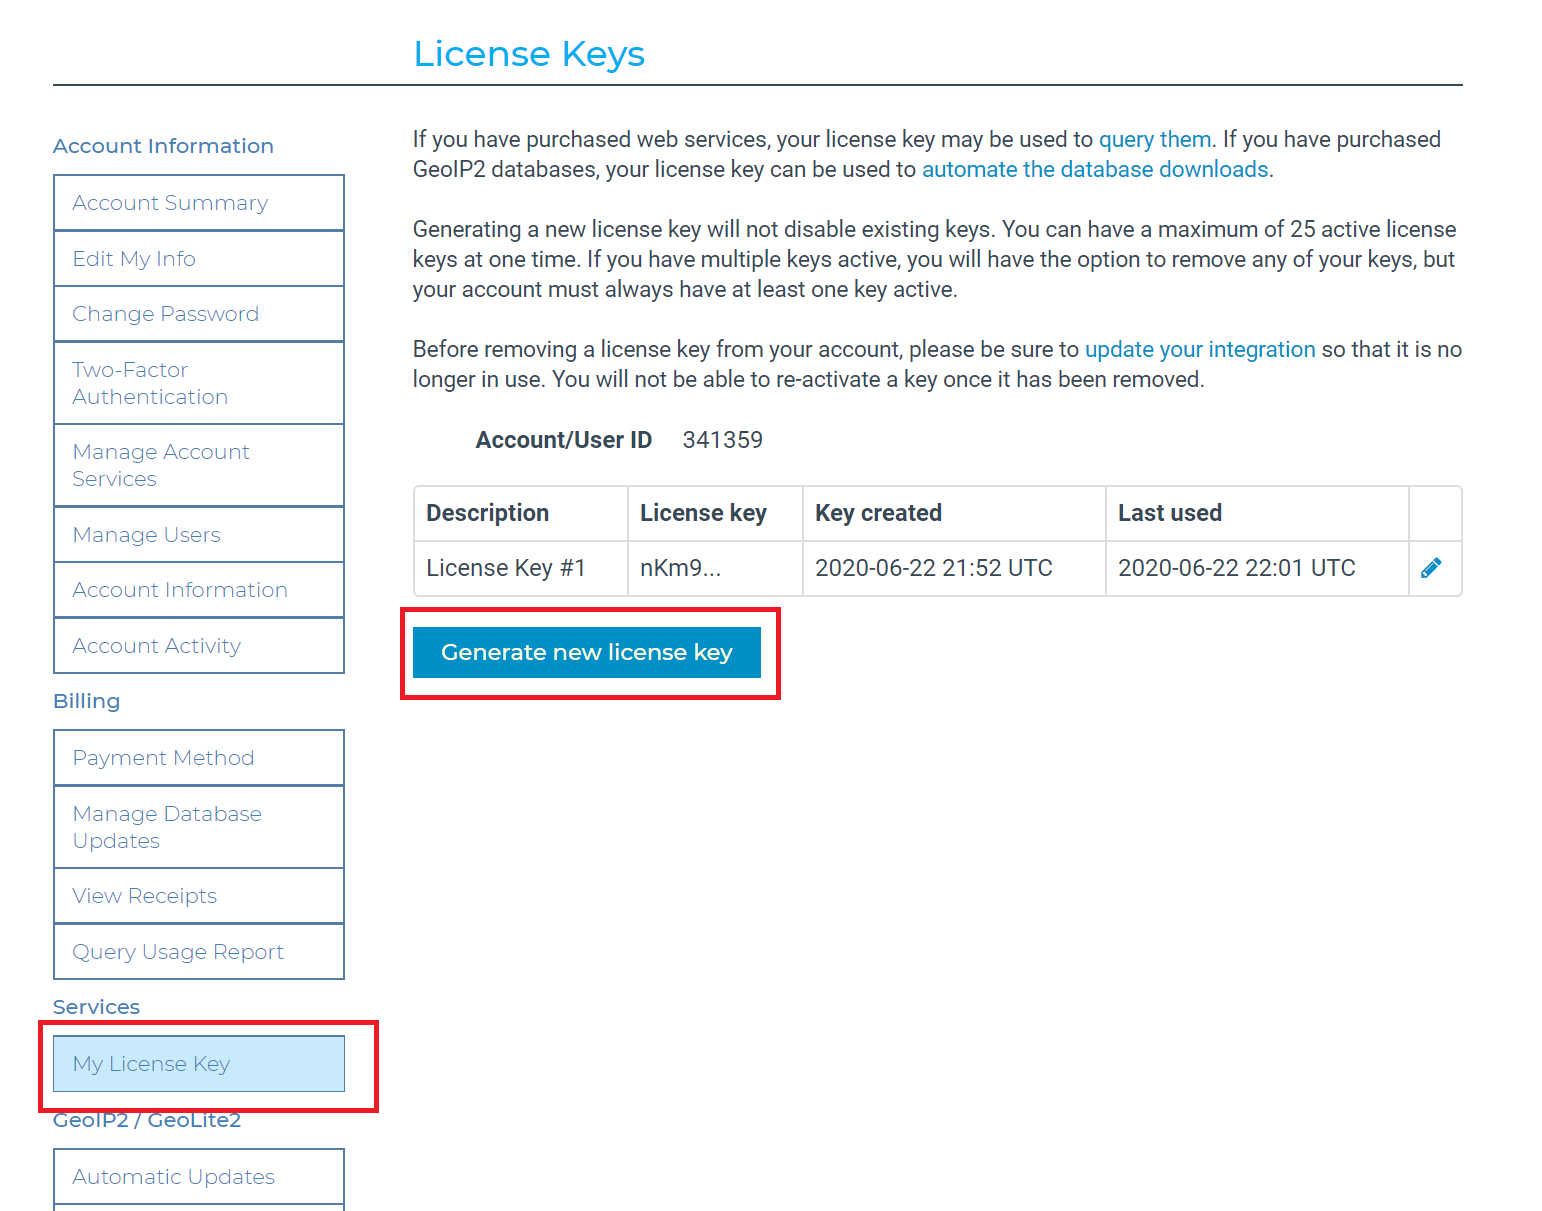 License Keys
Account Information
Account Summary
Edit My Info
Change Password
Two-Factor
Authentication
Manage Account
Services
Manage Users
Account Information
Account Activity
Billing
Payment Method
Manage Database
Updates
View Receipts
Query Usage Report
Services
My License Key
GeoIP2 / GeoLite2
Automatic Updates
If you have purchased web services, your license key may be used to query them. If you have purchased
GeoIP2 databases, your license key can be used to automate the database downloads.
Generating a new license key will not disable existing keys. You can have a maximum of 25 active license
keys at one time. If you have multiple keys active, you will have the option to remove any of your keys, but
your account must always have at least one key active.
Before removing a license key from your account, please be sure to update your integration so that it is no
longer in use. You will not be able to re-activate a key once it has been removed.
Account/User ID 341359
Description License key Key created Last used
License Key #1 nKm9... 2020-06-22 21:52 UTC 2020-06-22 22:01 UTC
Generate new license key